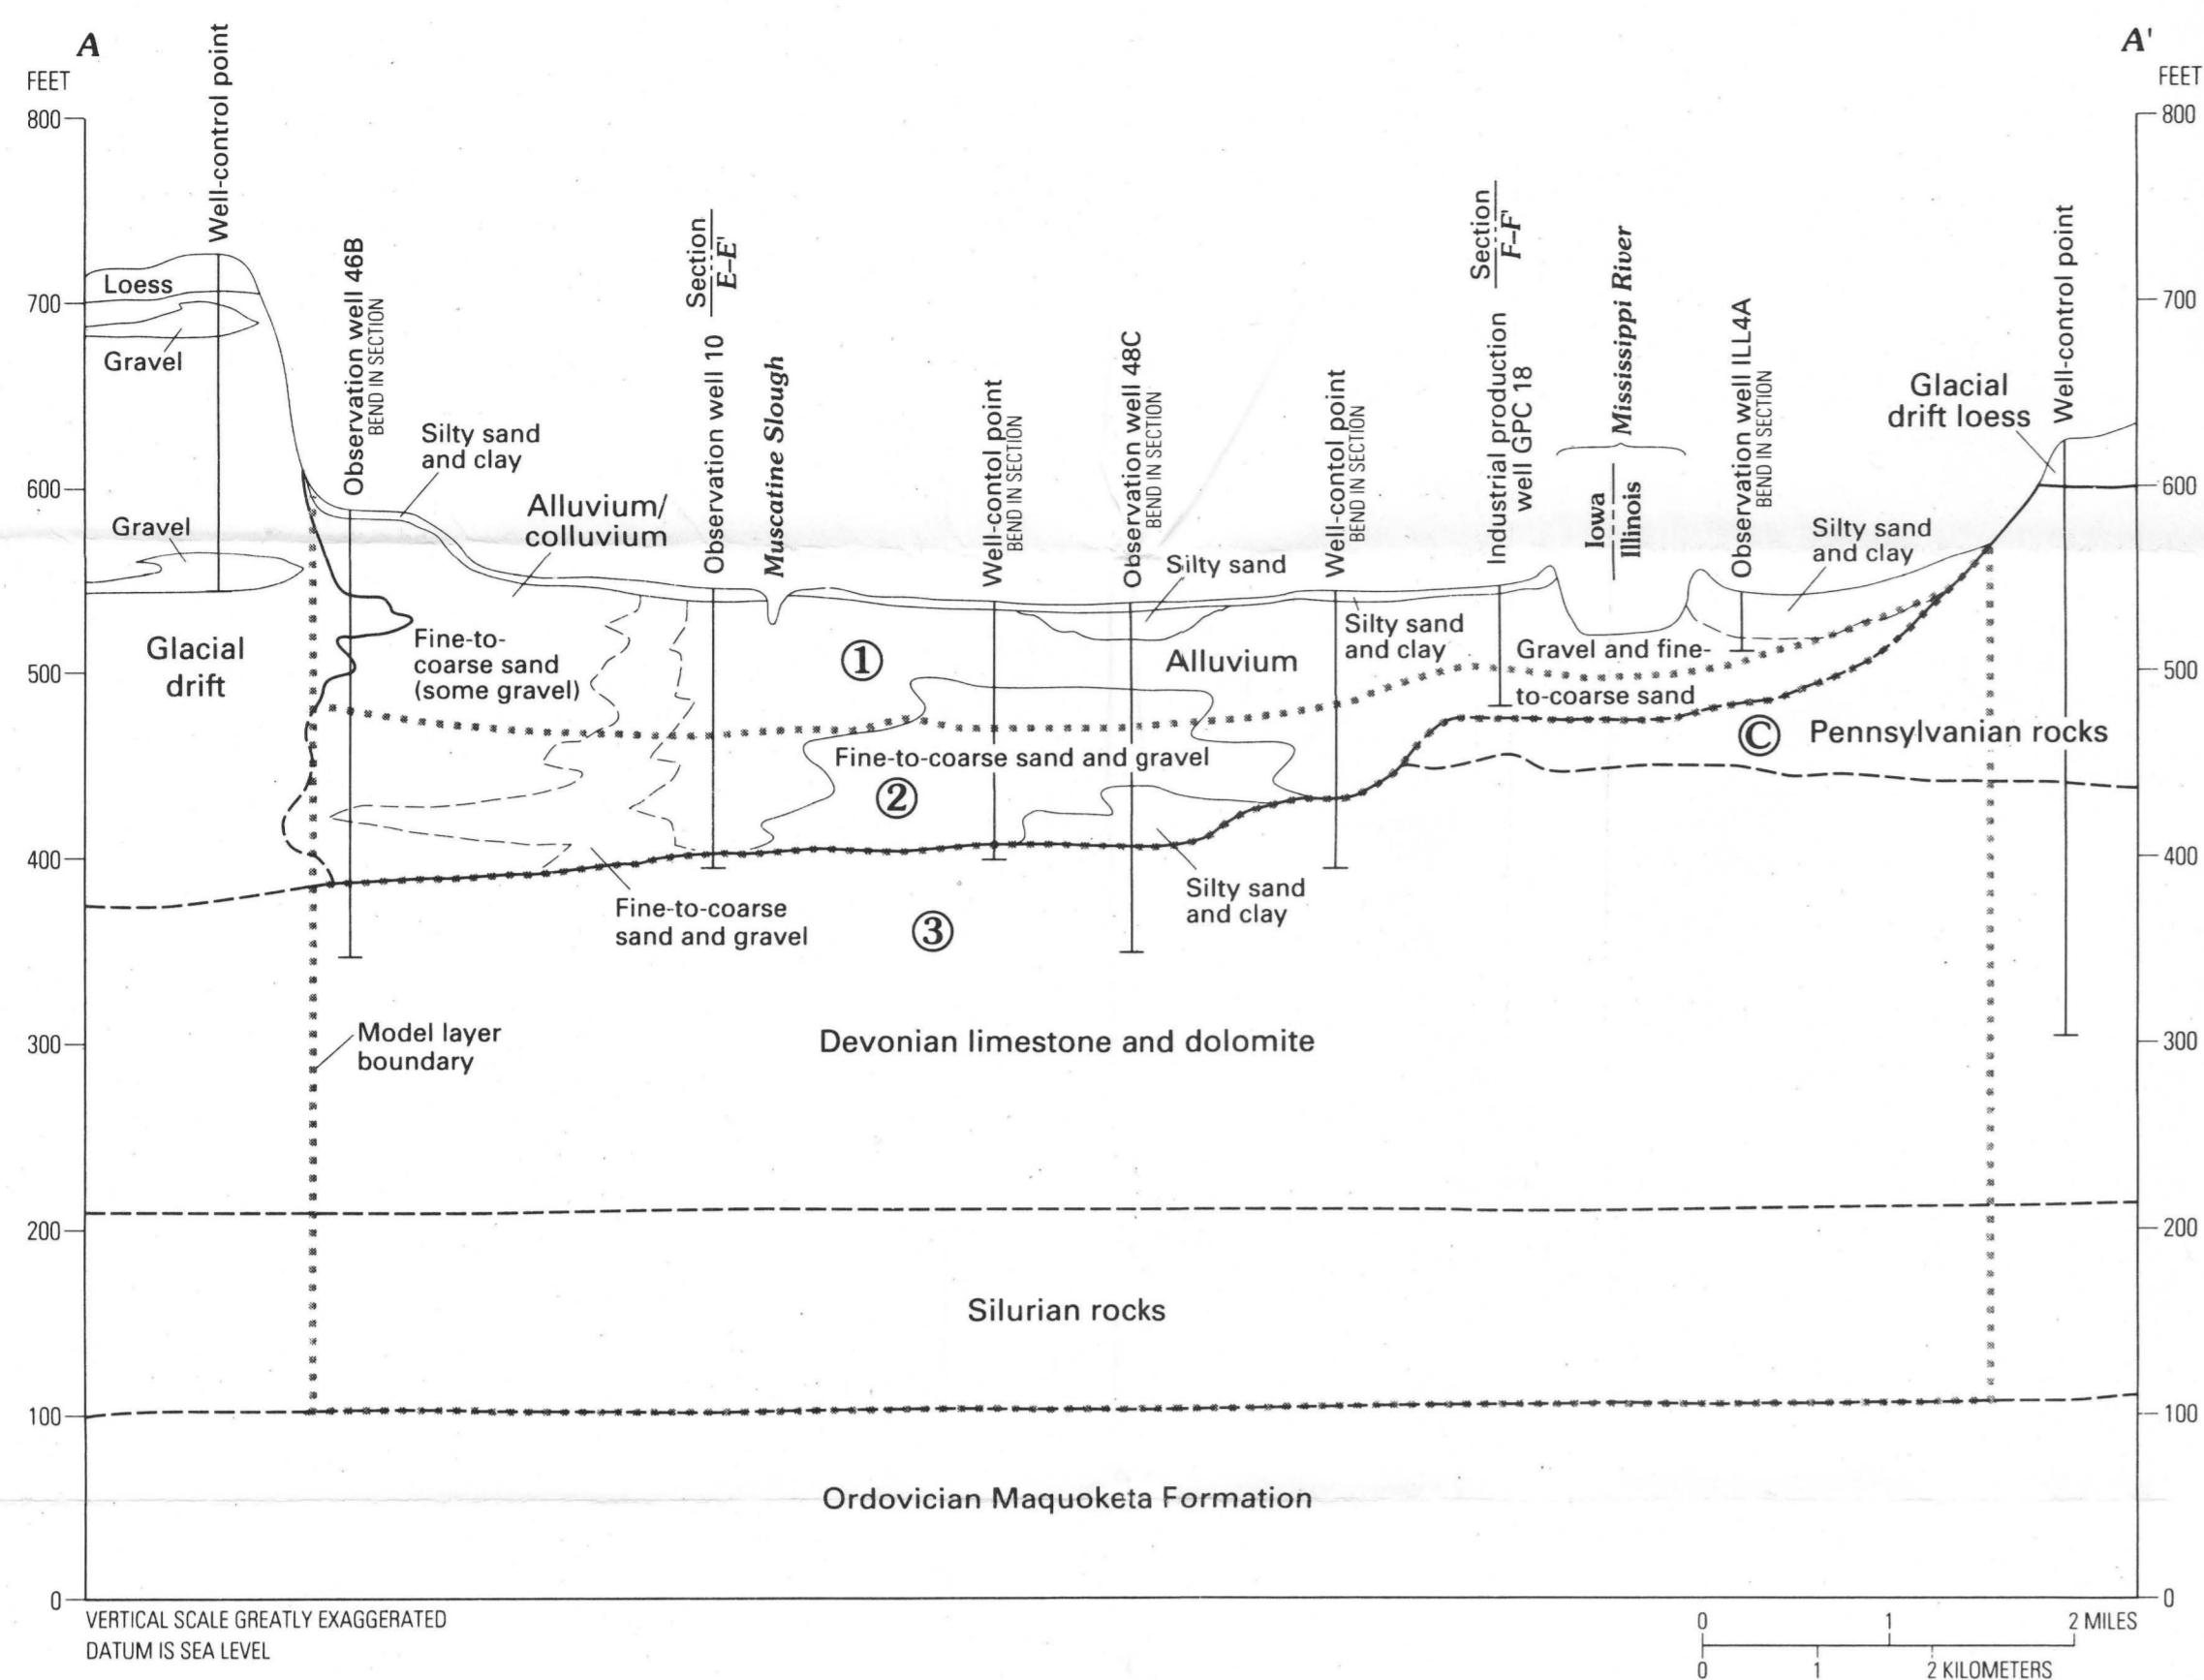 A
A'
FEET
FEET
800
700
600
500
400
300
200
100
0
800
700
600
500
400
300
200
100
0
Well-control point
Observation well 46B
BEND IN SECTION
Section
E–E'
Observation well 10
Muscatine Slough
Well-contol point
BEND IN SECTION
Observation well 48C
BEND IN SECTION
Well-contol point
BEND IN SECTION
Section
F–F'
Industrial production
well GPC 18
Mississippi River
Iowa
Illinois
Observation well ILL4A
BEND IN SECTION
Well-control point
Loess
Gravel
Gravel
Glacial
drift
Silty sand
and clay
Alluvium/
colluvium
Fine-to-
coarse sand
(some gravel)
1
Silty sand
Alluvium
Silty sand
and clay
Gravel and fine-
to-coarse sand
Silty sand
and clay
Glacial
drift loess
C Pennsylvanian rocks
Fine-to-coarse sand and gravel
2
Fine-to-coarse
sand and gravel
3
Silty sand
and clay
Model layer
boundary
Devonian limestone and dolomite
Silurian rocks
Ordovician Maquoketa Formation
VERTICAL SCALE GREATLY EXAGGERATED
DATUM IS SEA LEVEL
0 1 2 MILES
0 1 2 KILOMETERS